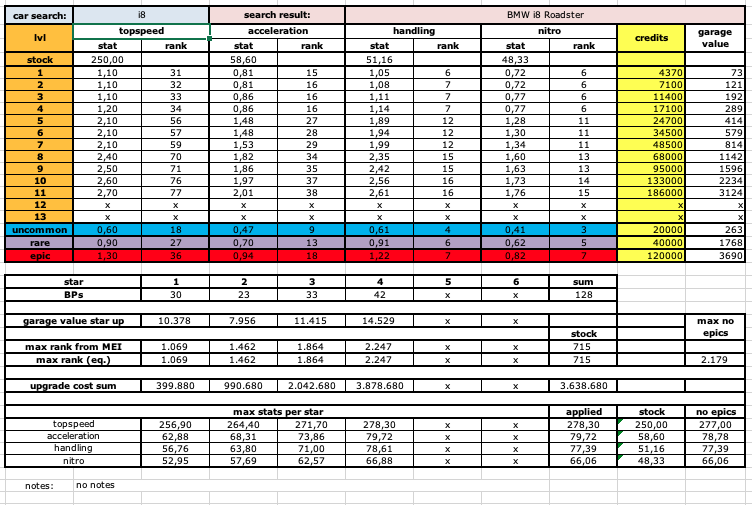 car search: i8 search result: BMW i8 Roadster
lvl topspeed acceleration handling nitro credits garage value
stat rank stat rank stat rank stat rank
stock 250,00 58,60 51,16 48,33
1 1,10 31 0,81 15 1,05 6 0,72 6 4370 73
2 1,10 32 0,81 16 1,08 7 0,72 6 7100 121
3 1,10 33 0,86 16 1,11 7 0,77 6 11400 192
4 1,20 34 0,86 16 1,14 7 0,77 6 17100 289
5 2,10 56 1,48 27 1,89 12 1,28 11 24700 414
6 2,10 57 1,48 28 1,94 12 1,30 11 34500 579
7 2,10 59 1,53 29 1,99 12 1,34 11 48500 814
8 2,40 70 1,82 34 2,35 15 1,60 13 68000 1142
9 2,50 71 1,86 35 2,42 15 1,63 13 95000 1596
10 2,60 76 1,97 37 2,56 16 1,73 14 133000 2234
11 2,70 77 2,01 38 2,61 16 1,76 15 186000 3124
12 x x x x x x x x x x
13 x x x x x x x x x x
uncommon 0,60 18 0,47 9 0,61 4 0,41 3 20000 263
rare 0,90 27 0,70 13 0,91 6 0,62 5 40000 1768
epic 1,30 36 0,94 18 1,22 7 0,82 7 120000 3690
star 1 2 3 4 5 6 sum
BPs 30 23 33 42 x x 128
garage value star up 10.378 7.956 11.415 14.529 x x max no epics
stock
max rank from MEI 1.069 1.462 1.864 2.247 x x 715
max rank (eq.) 1.069 1.462 1.864 2.247 x x 715 2.179
upgrade cost sum 399.880 990.680 2.042.680 3.878.680 x x 3.638.680
max stats per star applied stock no epics
topspeed 256,90 264,40 271,70 278,30 x x 278,30 250,00 277,00
acceleration 62,88 68,31 73,86 79,72 x x 79,72 58,60 78,78
handling 56,76 63,80 71,00 78,61 x x 77,39 51,16 77,39
nitro 52,95 57,69 62,57 66,88 x x 66,06 48,33 66,06
notes: no notes